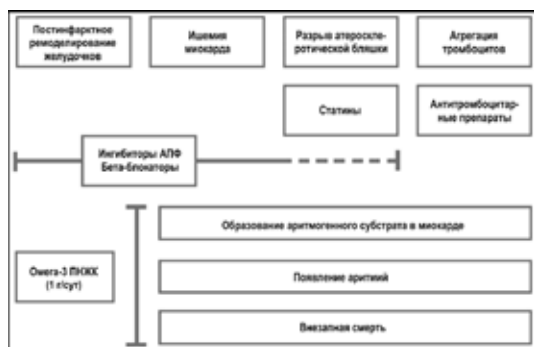 Постинфарктное
ремоделирование
желудочков
Ишемия
миокарда
Разрыв атероскле-
ротической бляшки
Агрегация
тромбоцитов
Статины
Антитромбоцитар-
ные препараты
Ингибиторы АПФ
Бета-блокаторы
Образование аритмогенного субстрата в миокарде
Омега-3 ПНЖК
(1 г/сут)
Появление аритмий
Внезапная смерть